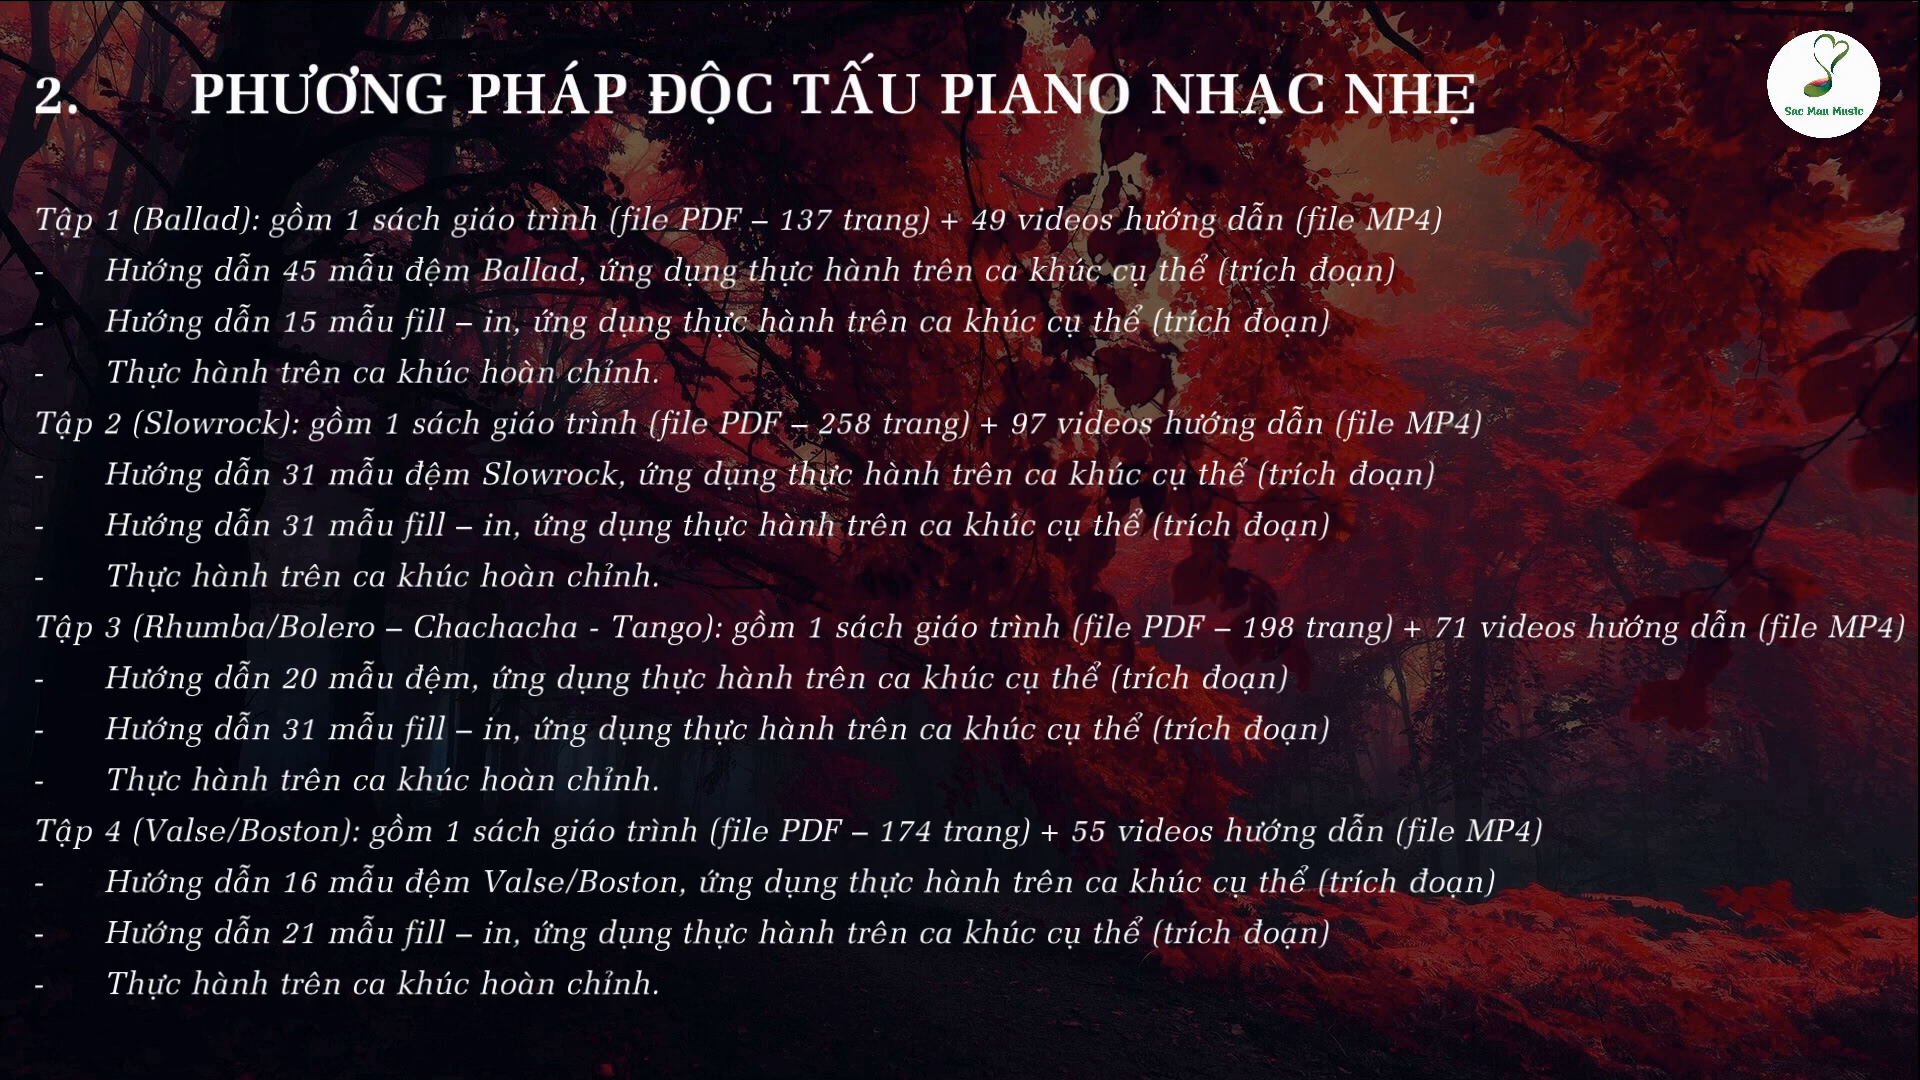 2. PHƯƠNG PHÁP ĐỘC TẤU PIANO NHẠC NHẸ
Sac Mau Music
Tập 1 (Ballad): gồm 1 sách giáo trình (file PDF – 137 trang) + 49 videos hướng dẫn (file MP4)
- Hướng dẫn 45 mẫu đệm Ballad, ứng dụng thực hành trên ca khúc cụ thể (trích đoạn)
- Hướng dẫn 15 mẫu fill – in, ứng dụng thực hành trên ca khúc cụ thể (trích đoạn)
- Thực hành trên ca khúc hoàn chỉnh.
Tập 2 (Slowrock): gồm 1 sách giáo trình (file PDF – 258 trang) + 97 videos hướng dẫn (file MP4)
- Hướng dẫn 31 mẫu đệm Slowrock, ứng dụng thực hành trên ca khúc cụ thể (trích đoạn)
- Hướng dẫn 31 mẫu fill – in, ứng dụng thực hành trên ca khúc cụ thể (trích đoạn)
- Thực hành trên ca khúc hoàn chỉnh.
Tập 3 (Rhumba/Bolero – Chachacha - Tango): gồm 1 sách giáo trình (file PDF – 198 trang) + 71 videos hướng dẫn (file MP4)
- Hướng dẫn 20 mẫu đệm, ứng dụng thực hành trên ca khúc cụ thể (trích đoạn)
- Hướng dẫn 31 mẫu fill – in, ứng dụng thực hành trên ca khúc cụ thể (trích đoạn)
- Thực hành trên ca khúc hoàn chỉnh.
Tập 4 (Valse/Boston): gồm 1 sách giáo trình (file PDF – 174 trang) + 55 videos hướng dẫn (file MP4)
- Hướng dẫn 16 mẫu đệm Valse/Boston, ứng dụng thực hành trên ca khúc cụ thể (trích đoạn)
- Hướng dẫn 21 mẫu fill – in, ứng dụng thực hành trên ca khúc cụ thể (trích đoạn)
- Thực hành trên ca khúc hoàn chỉnh.